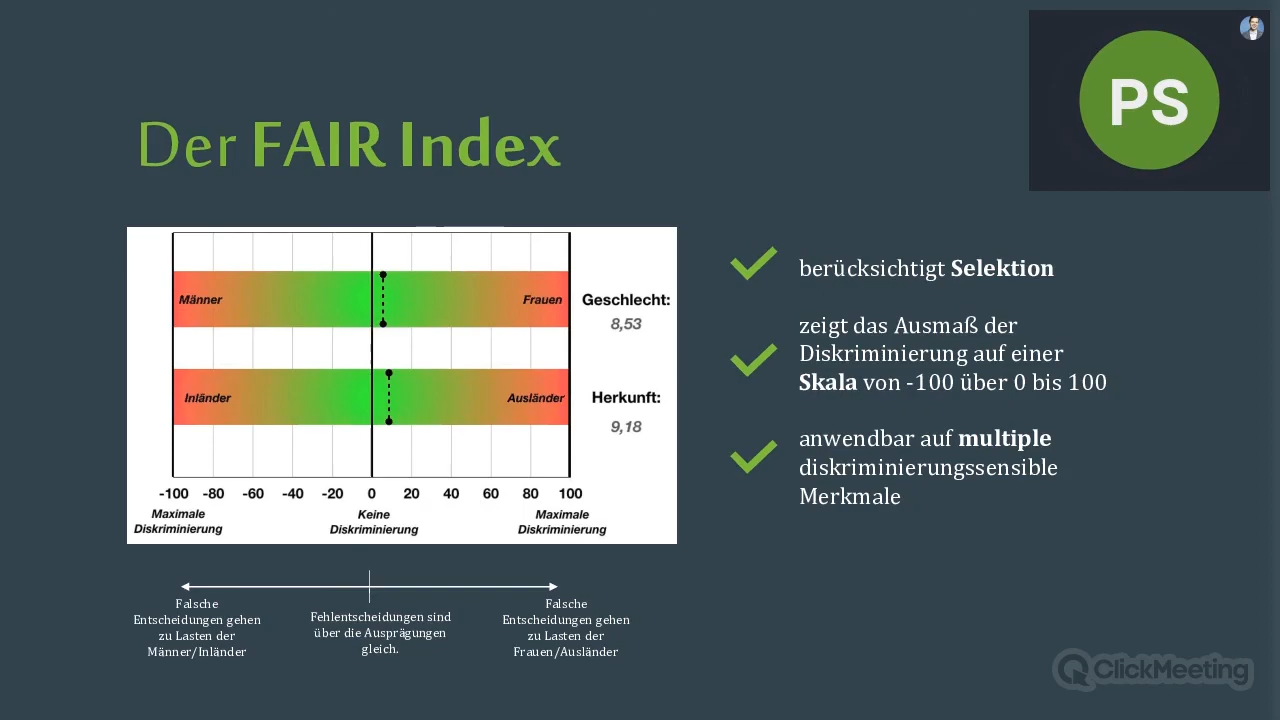 PS
Der FAIR Index
Männer
Frauen
Geschlecht:
8,53
Inländer
Ausländer
Herkunft:
9,18
-100 -80 -60 -40 -20 0 20 40 60 80 100
Maximale
Diskriminierung
Keine
Diskriminierung
Maximale
Diskriminierung
Falsche
Entscheidungen gehen
zu Lasten der
Männer/Inländer
Fehlentscheidungen sind
über die Ausprägungen
gleich.
Falsche
Entscheidungen gehen
zu Lasten der
Frauen/Ausländer
berücksichtigt Selektion
zeigt das Ausmaß der
Diskriminierung auf einer
Skala von -100 über 0 bis 100
anwendbar auf multiple
diskriminierungssensible
Merkmale
ClickMeeting